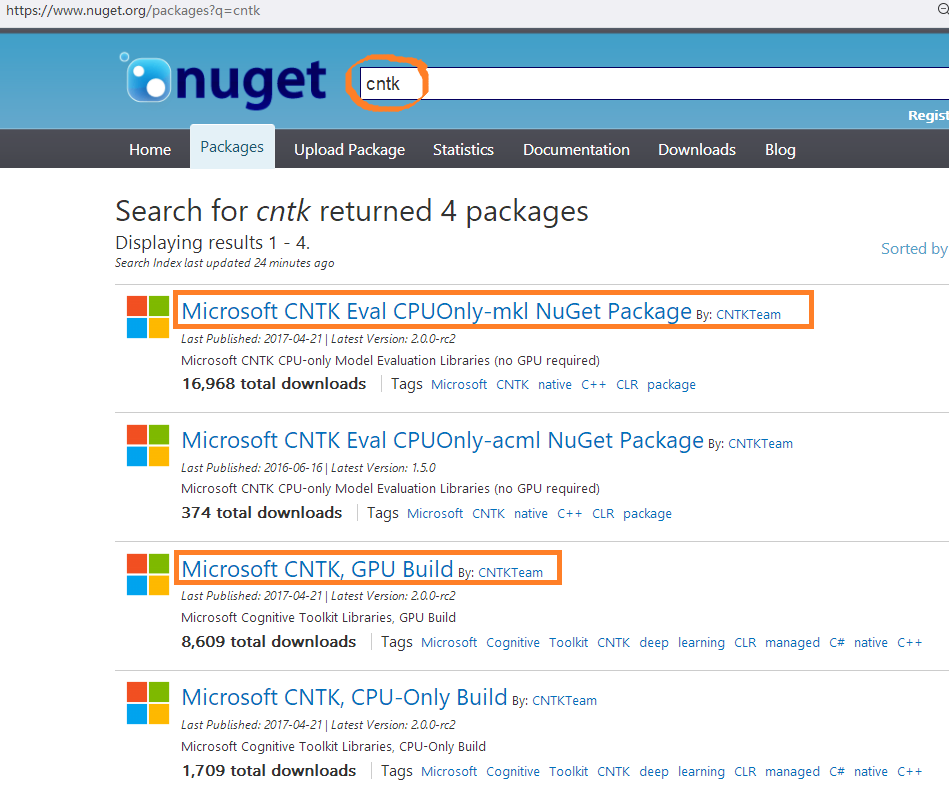 https://www.nuget.org/packages?q=cntk
nuget
cntk
Regist
Home Packages Upload Package Statistics Documentation Downloads Blog
Search for cntk returned 4 packages
Displaying results 1 - 4.
Sorted by
Search Index last updated 24 minutes ago
Microsoft CNTK Eval CPUOnly-mkl NuGet Package By: CNTKTeam
Last Published: 2017-04-21 | Latest Version: 2.0.0-rc2
Microsoft CNTK CPU-only Model Evaluation Libraries (no GPU required)
16,968 total downloads Tags Microsoft CNTK native C++ CLR package
Microsoft CNTK Eval CPUOnly-acml NuGet Package By: CNTKTeam
Last Published: 2016-06-16 | Latest Version: 1.5.0
Microsoft CNTK CPU-only Model Evaluation Libraries (no GPU required)
374 total downloads Tags Microsoft CNTK native C++ CLR package
Microsoft CNTK, GPU Build By: CNTKTeam
Last Published: 2017-04-21 | Latest Version: 2.0.0-rc2
Microsoft Cognitive Toolkit Libraries, GPU Build
8,609 total downloads Tags Microsoft Cognitive Toolkit CNTK deep learning CLR managed C# native C++
Microsoft CNTK, CPU-Only Build By: CNTKTeam
Last Published: 2017-04-21 | Latest Version: 2.0.0-rc2
Microsoft Cognitive Toolkit Libraries, CPU-Only Build
1,709 total downloads Tags Microsoft Cognitive Toolkit CNTK deep learning CLR managed C# native C++